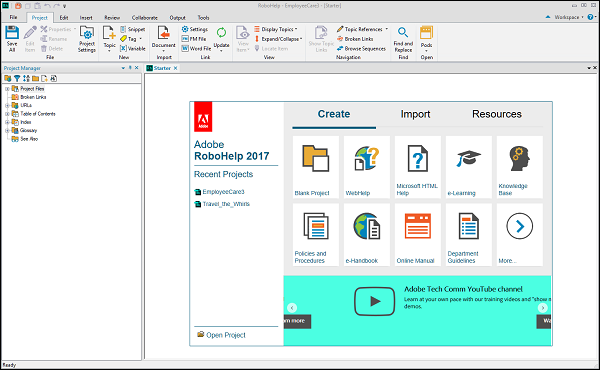 RoboHelp - EmployeeCare3 - [Starter]
File Project Edit Insert Review Collaborate Output Tools Workspace
Save All
Edit Item
Properties
Rename
Delete
Project Settings
File
Topic
Snippet
Tag
Variable
New
Document
Import
Settings
FM File
Word File
Update
Link
View Item
Display Topics
Expand/Collapse
Locate Item
View
Show Topic Links
Topic References
Broken Links
Browse Sequences
Navigation
Find and Replace
Find
Pods
Open
Project Manager
Project Files
Broken Links
URLs
Table of Contents
Index
Glossary
See Also
Starter
Adobe
Adobe
RoboHelp 2017
Recent Projects
EmployeeCare3
Travel_the_Whirls
Open Project
Create Import Resources
Blank Project
WebHelp
Microsoft HTML
Help
e-Learning
Knowledge
Base
Policies and
Procedures
e-Handbook
Online Manual
Department
Guidelines
More...
Adobe Tech Comm YouTube channel
Learn at your own pace with our training videos and "show
demos.
rn more
Wa
Ready